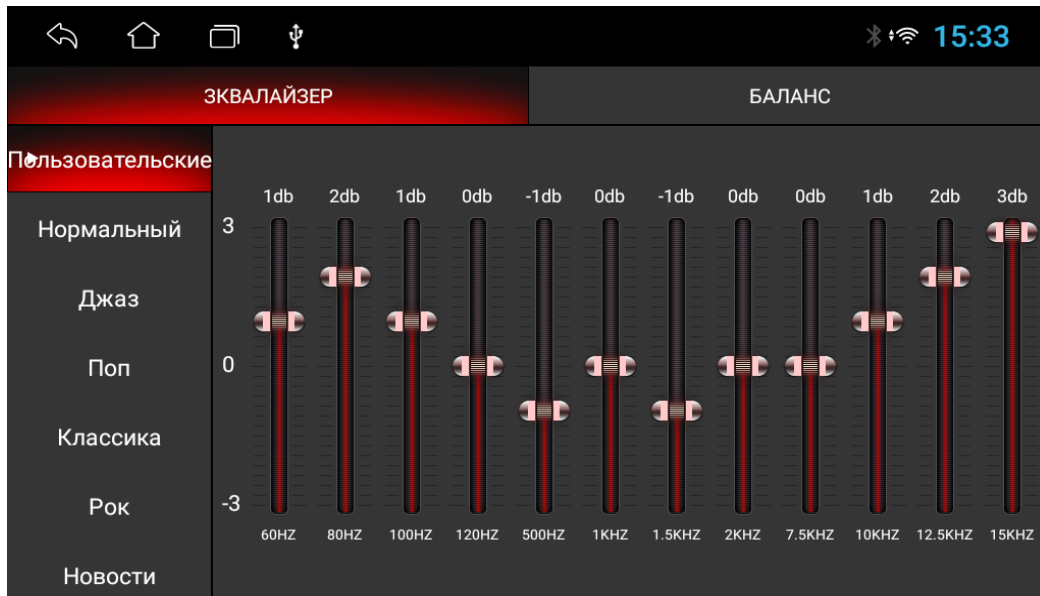 15:33
ЗКВАЛАЙЗЕР БАЛАНС
Пользовательские
Нормальный
Джаз
Поп
Классика
Рок
Новости
1db 2db 1db 0db -1db 0db -1db 0db 0db 1db 2db 3db
3
0
-3
60HZ 80HZ 100HZ 120HZ 500HZ 1KHZ 1.5KHZ 2KHZ 7.5KHZ 10KHZ 12.5KHZ 15KHZ